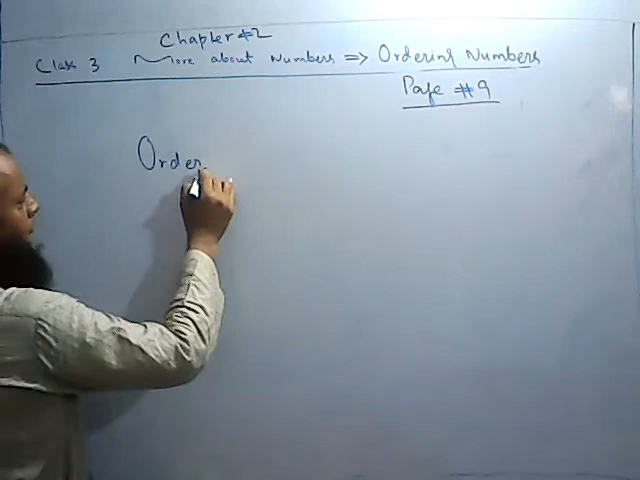 Chapter #2
Class 3 More about Numbers => Ordering Numbers
Page #9
Order